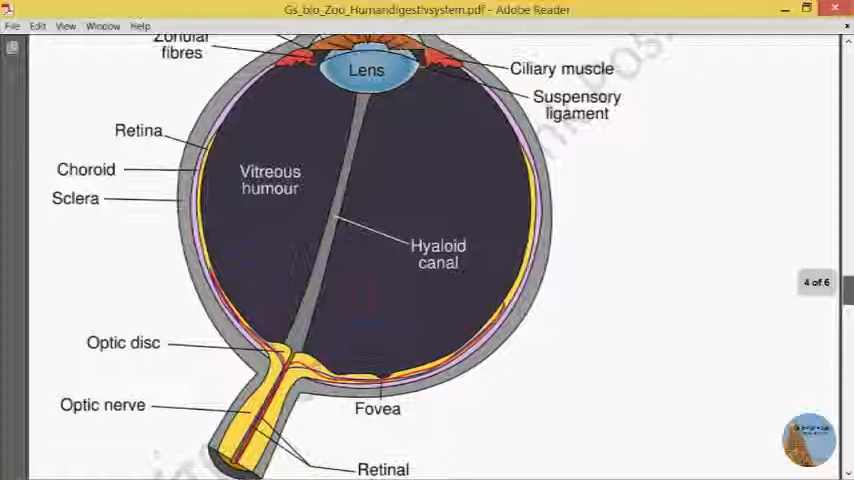 Gs_bio_Zoo_Humandigestivsystem.pdf - Adobe Reader
File Edit View Window Help
Zonular
fibres
Lens
Ciliary muscle
Suspensory
ligament
Retina
Choroid
Sclera
Vitreous
humour
Hyaloid
canal
4 of 6
Optic disc
Optic nerve
Fovea
Retinal